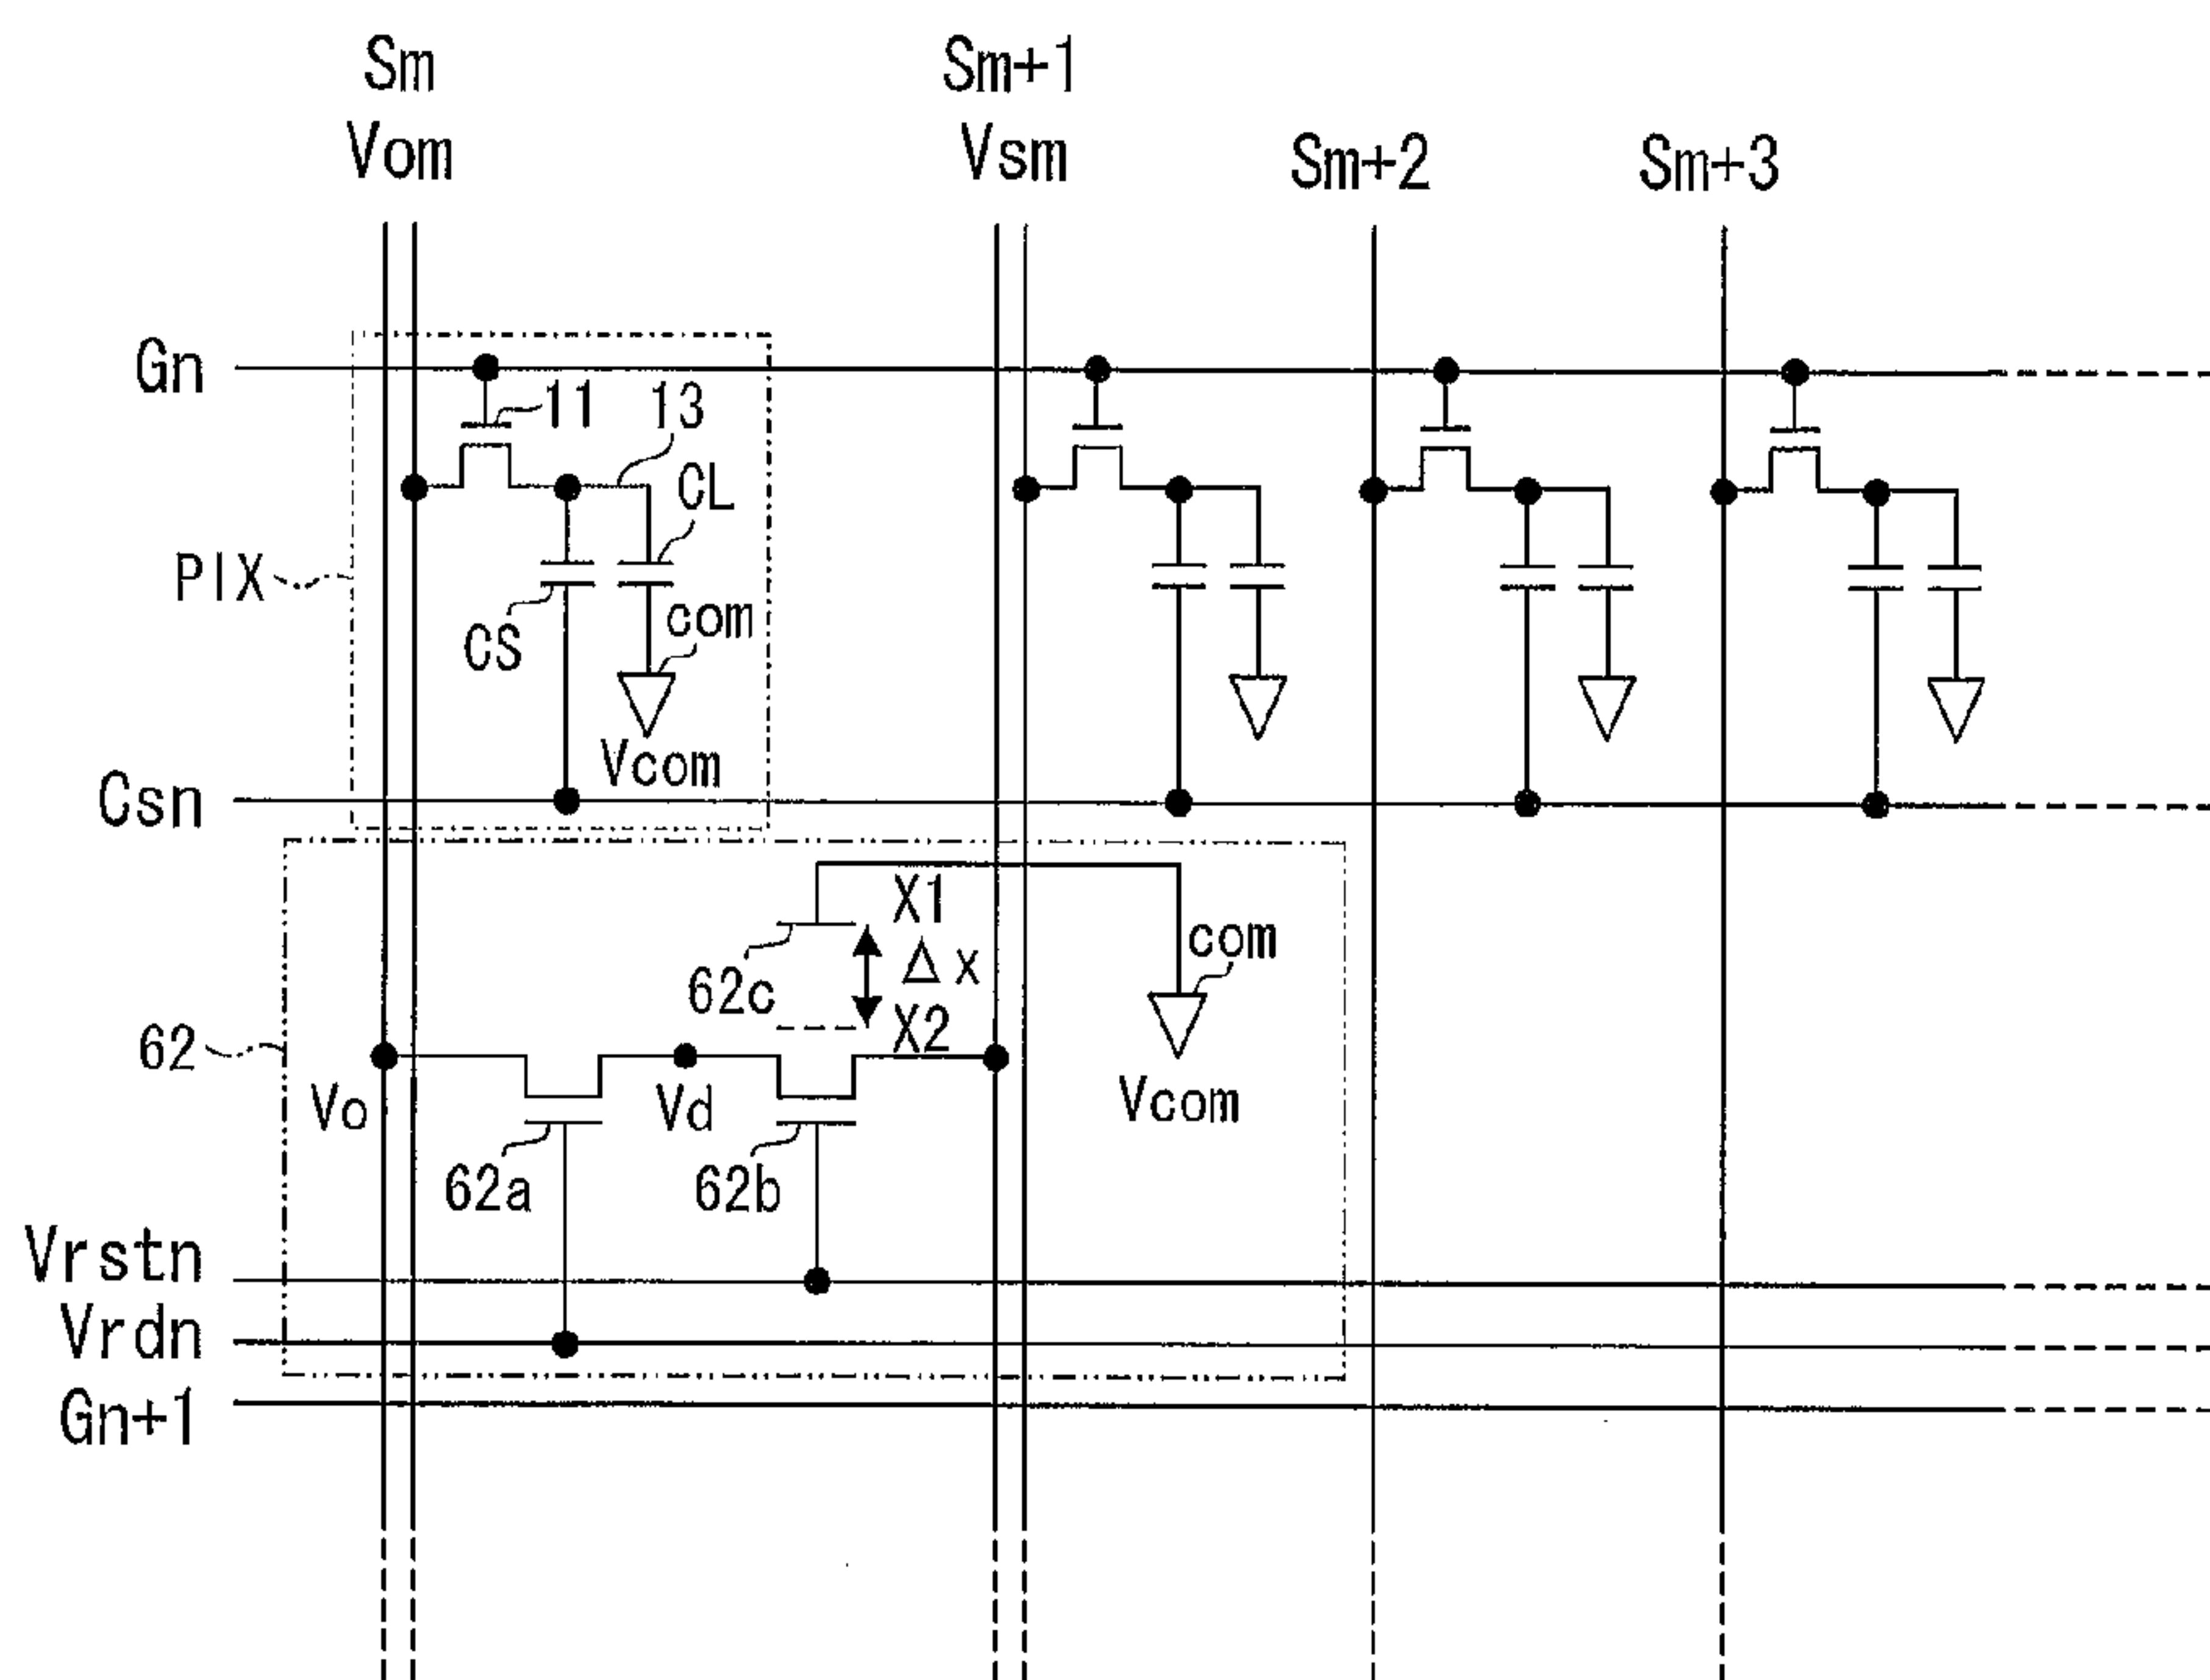 Sm
Vom
Sm+1
Vsm
Sm+2
Sm+3
Gn
11
13
CL
PIX
CS
com
Vcom
Csn
X1
Δx
62c
X2
com
62
Vo
Vd
Vcom
62a
62b
Vrstn
Vrdn
Gn+1